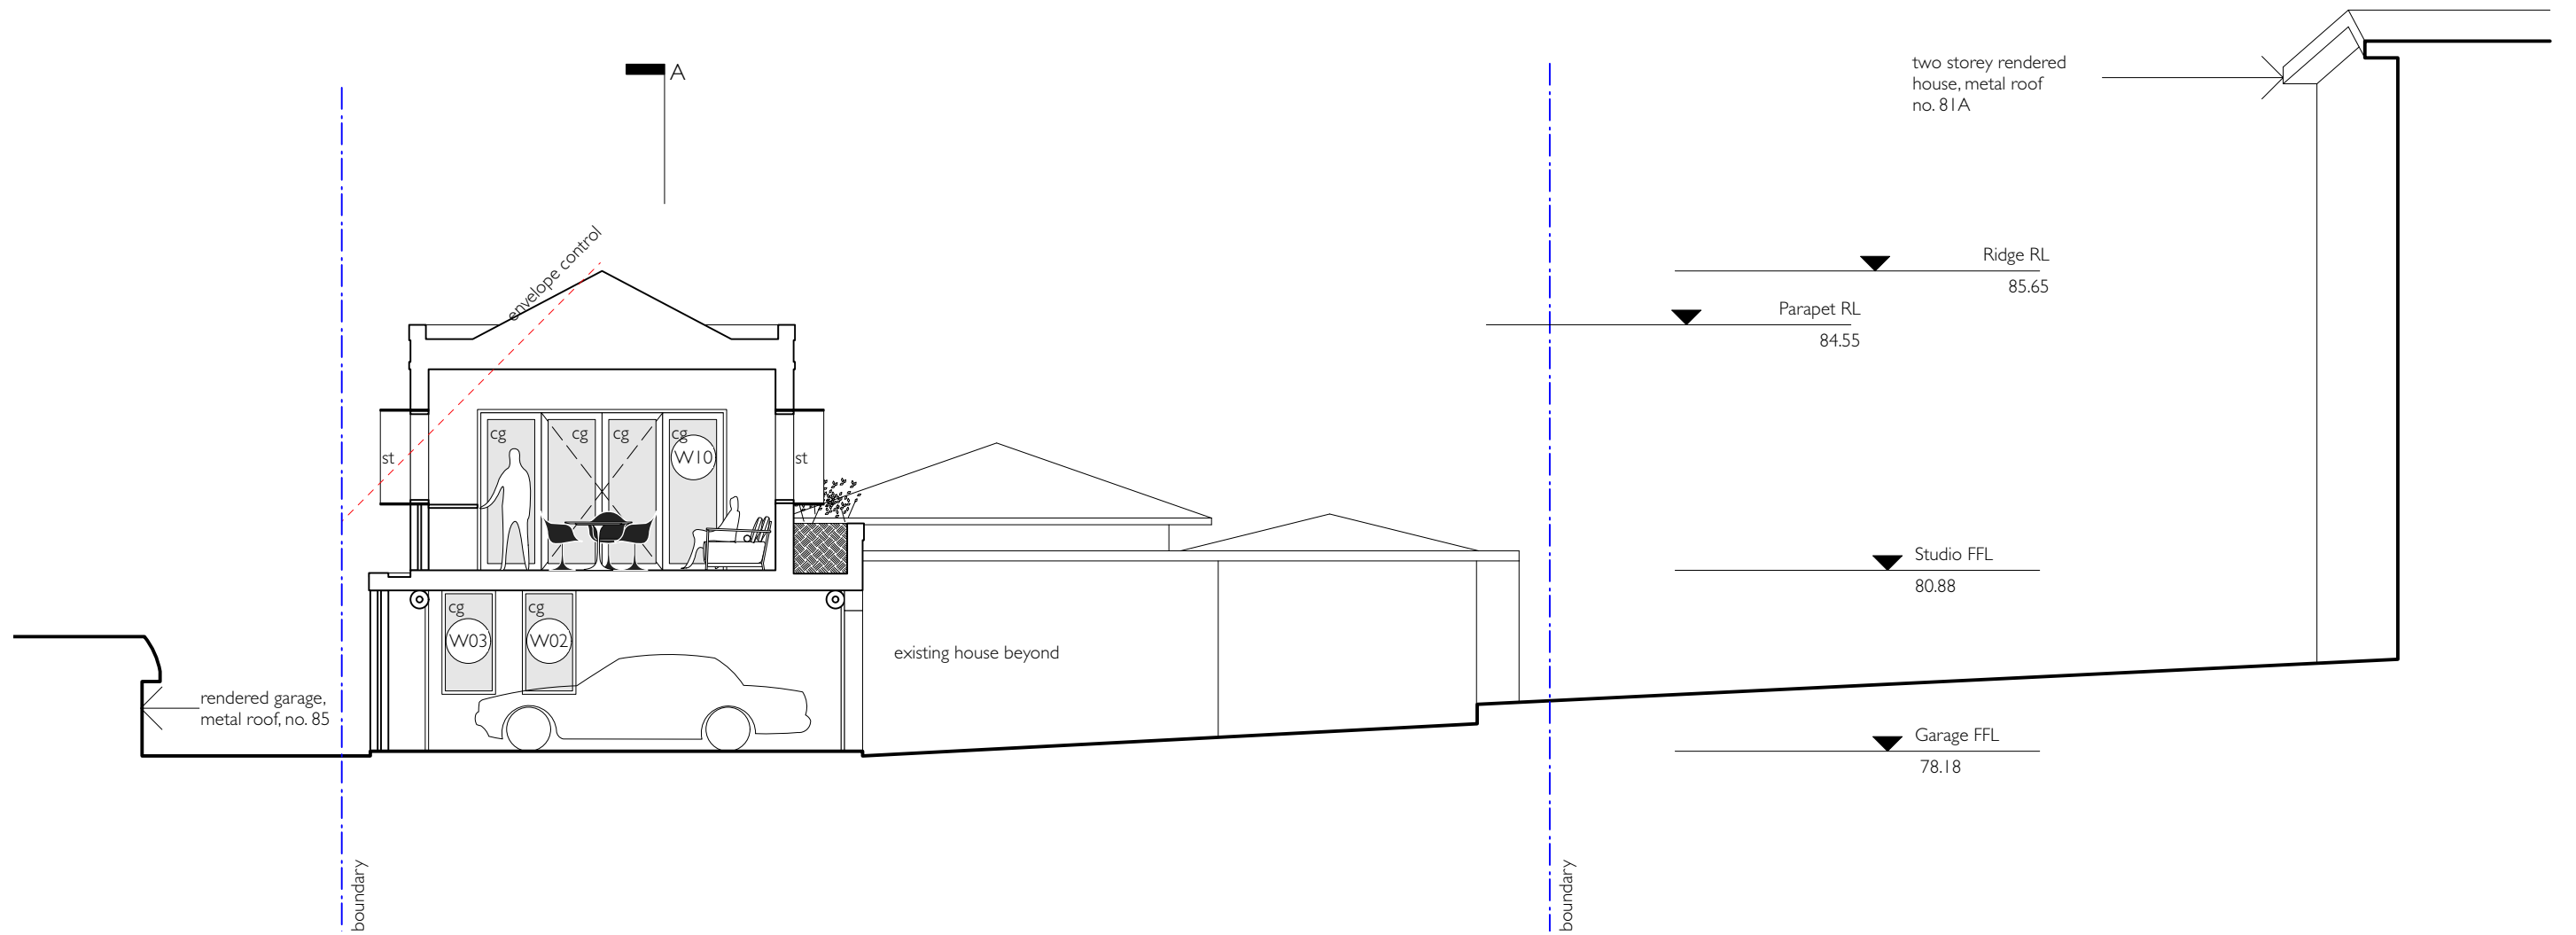 A
two storey rendered
house, metal roof
no. 81A
envelope control
Ridge RL
85.65
Parapet RL
84.55
cg
cg
cg
cg
st
W10
st
Studio FFL
80.88
cg
cg
W03
W02
existing house beyond
rendered garage,
metal roof, no. 85
Garage FFL
78.18
boundary
boundary